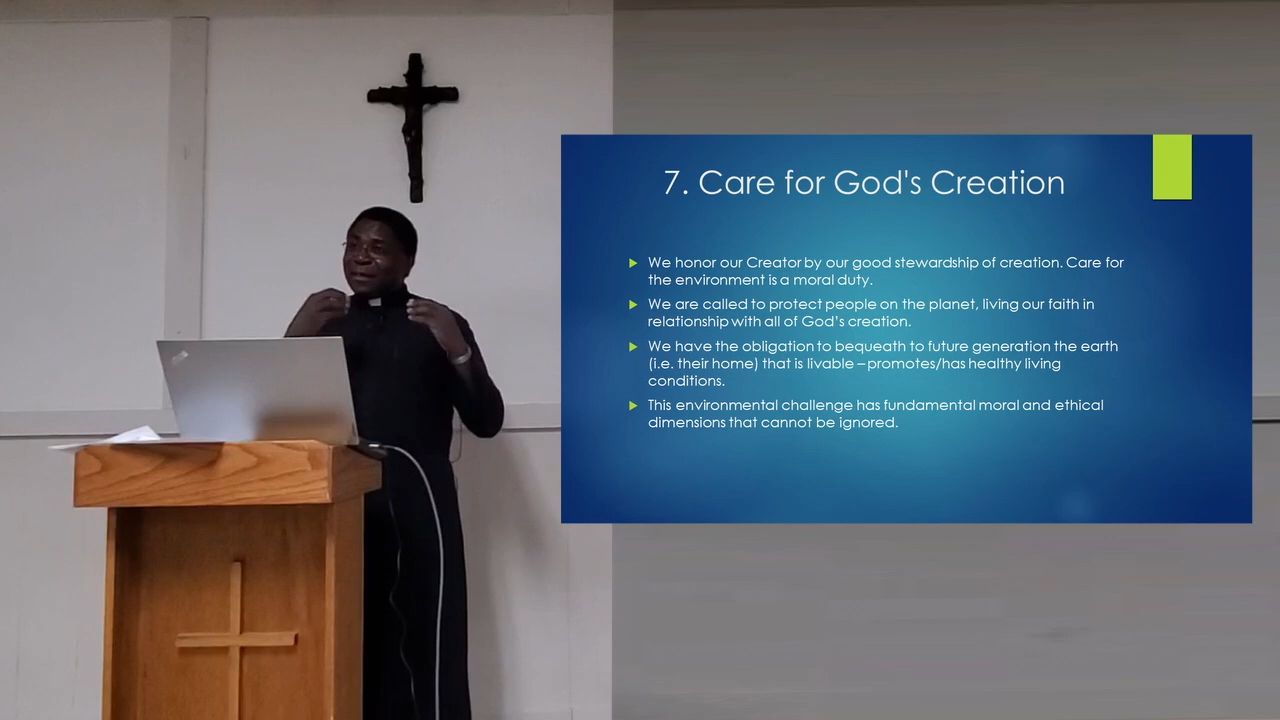 7. Care for God's Creation
We honor our Creator by our good stewardship of creation. Care for
the environment is a moral duty.
We are called to protect people on the planet, living our faith in
relationship with all of God's creation.
We have the obligation to bequeath to future generation the earth
(i.e. their home) that is livable – promotes/has healthy living
conditions.
This environmental challenge has fundamental moral and ethical
dimensions that cannot be ignored.